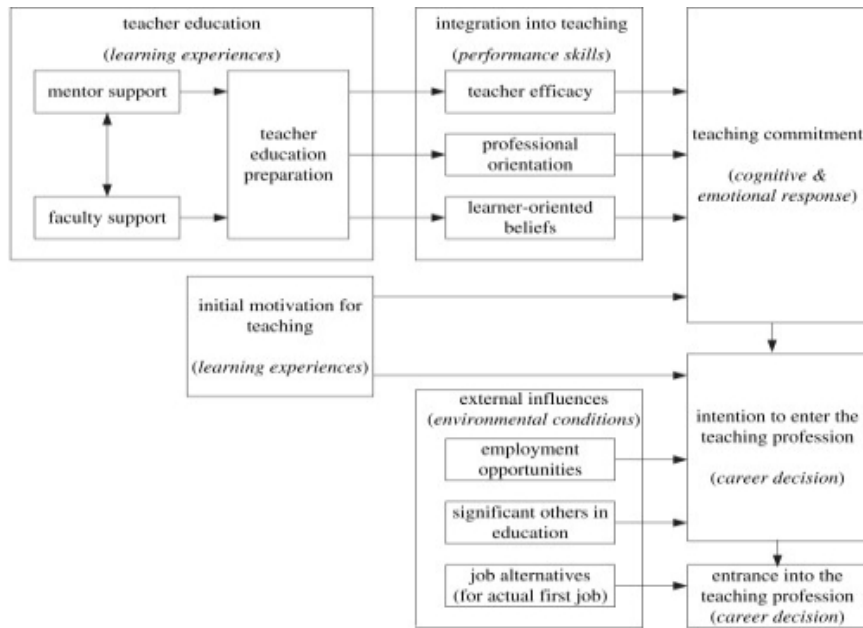 teacher education
(learning experiences)
mentor support
faculty support
teacher
education
preparation
integration into teaching
(performance skills)
teacher efficacy
professional
orientation
learner-oriented
beliefs
teaching commitment
(cognitive &
emotional response)
initial motivation for
teaching
(learning experiences)
external influences
(environmental conditions)
employment
opportunities
significant others in
education
job alternatives
(for actual first job)
intention to enter the
teaching profession
(career decision)
entrance into the
teaching profession
(career decision)